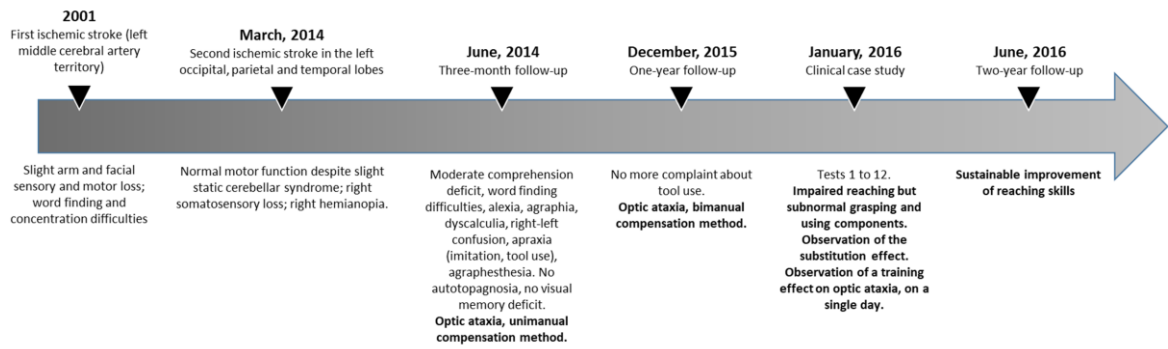 2001
First ischemic stroke (left
middle cerebral artery
territory)
March, 2014
Second ischemic stroke in the left
occipital, parietal and temporal lobes
June, 2014
Three-month follow-up
December, 2015
One-year follow-up
January, 2016
Clinical case study
June, 2016
Two-year follow-up
Slight arm and facial
sensory and motor loss;
word finding and
concentration difficulties
Normal motor function despite slight
static cerebellar syndrome; right
somatosensory loss; right hemianopia.
Moderate comprehension
deficit, word finding
difficulties, alexia, agraphia,
dyscalculia, right-left
confusion, apraxia
(imitation, tool use),
agraphesthesia. No
autotopagnosia, no visual
memory deficit.
Optic ataxia, unimanual
compensation method.
No more complaint about
tool use.
Optic ataxia, bimanual
compensation method.
Tests 1 to 12.
Impaired reaching but
subnormal grasping and
using components.
Observation of the
substitution effect.
Observation of a training
effect on optic ataxia, on a
single day.
Sustainable improvement
of reaching skills